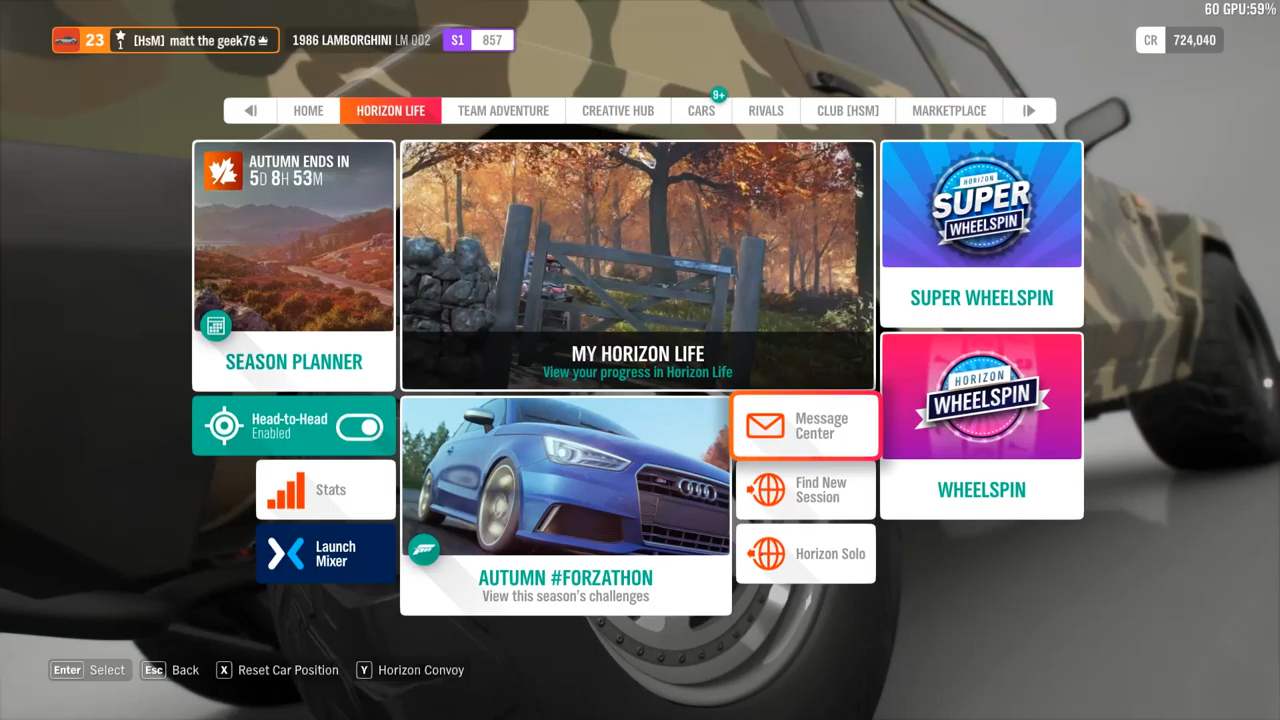 60 GPU:59%
23 1 [HsM] matt the geek76
1986 LAMBORGHINI LM 002 S1 857
CR 724,040
HOME HORIZON LIFE TEAM ADVENTURE CREATIVE HUB CARS 9+ RIVALS CLUB [HSM] MARKETPLACE
AUTUMN ENDS IN
5D 8H 53M
SEASON PLANNER
MY HORIZON LIFE
View your progress in Horizon Life
HORIZON
SUPER
WHEELSPIN
SUPER WHEELSPIN
Head-to-Head
Enabled
Stats
Launch
Mixer
AUTUMN #FORZATHON
View this season's challenges
Message
Center
Find New
Session
Horizon Solo
HORIZON
WHEELSPIN
WHEELSPIN
Enter Select Esc Back X Reset Car Position Y Horizon Convoy